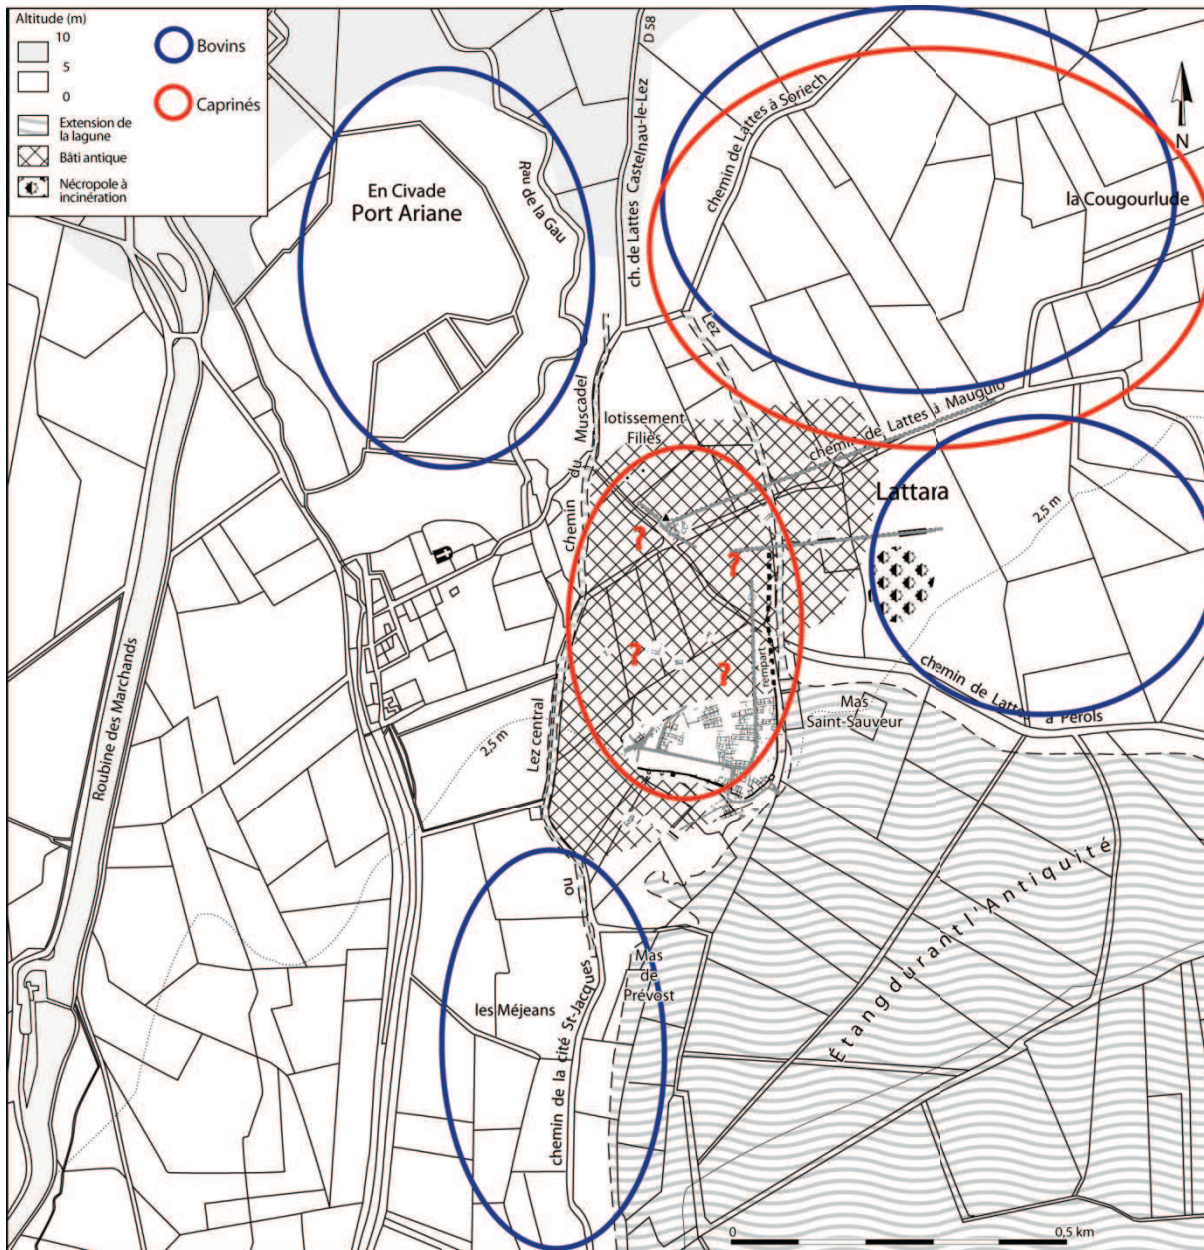 Altitude (m)
10
5
0
Extension de
la lagune
Bâti antique
Nécropole à
incinération
Bovins
Caprinés
D 58
ch. de Lattes Castelnau-le-Lez
chemin de Lattes à Soriech
N
la Cougourlude
En Civade
Port Ariane
Rau de la Gau
Lez
lotissement
Filiès
chemin de Lattes à Mauguio
Lattara
2,5 m
chemin du Muscadel
?
?
?
?
rempart
chemin de Latt
à Pérols
Mas
Saint-Sauveur
Roubine des Marchands
2,5 m
Lez central
ou
Mas
de
Prévost
les Méjeans
chemin de la cité St-Jacques
Étang durant l'Antiquité
0
0,5 km